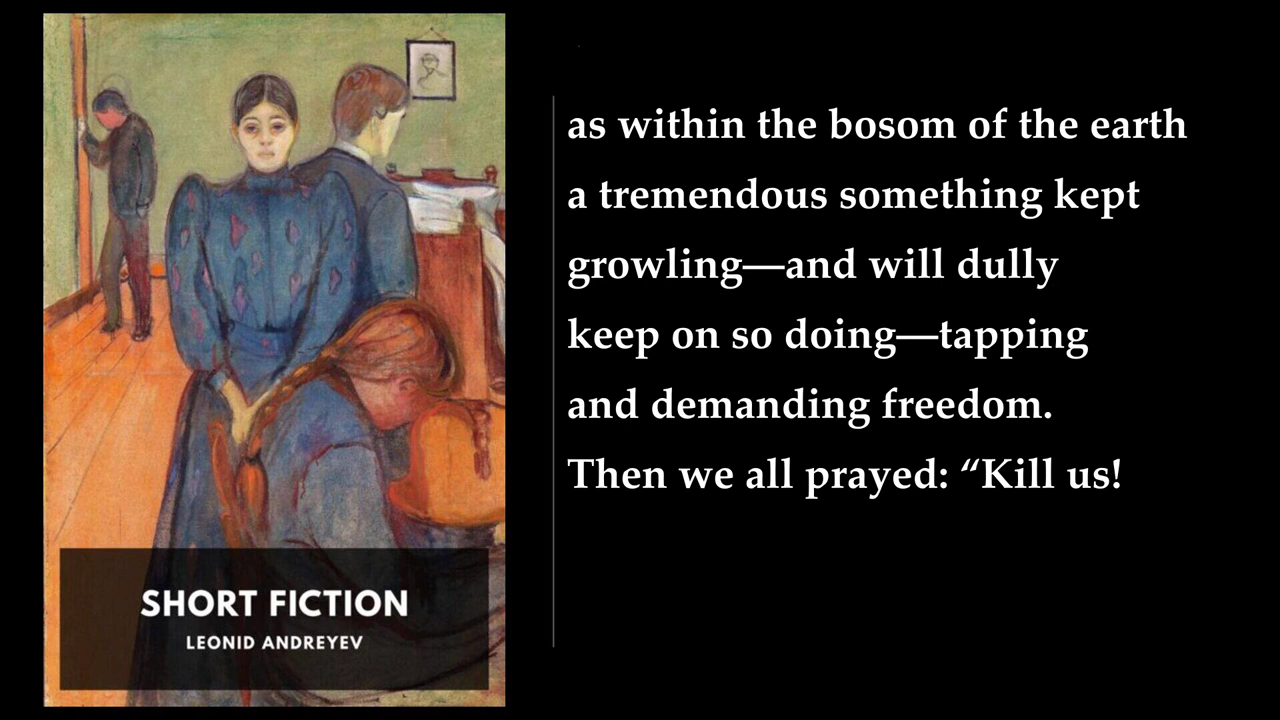 SHORT FICTION
LEONID ANDREYEV
as within the bosom of the earth
a tremendous something kept
growling—and will dully
keep on so doing—tapping
and demanding freedom.
Then we all prayed: “Kill us!